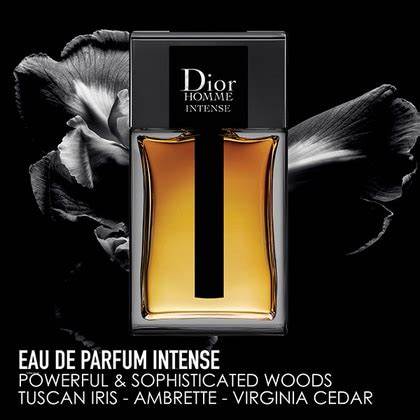 Dior
HOMME
INTENSE
EAU DE PARFUM INTENSE
POWERFUL & SOPHISTICATED WOODS
TUSCAN IRIS - AMBRETTE - VIRGINIA CEDAR